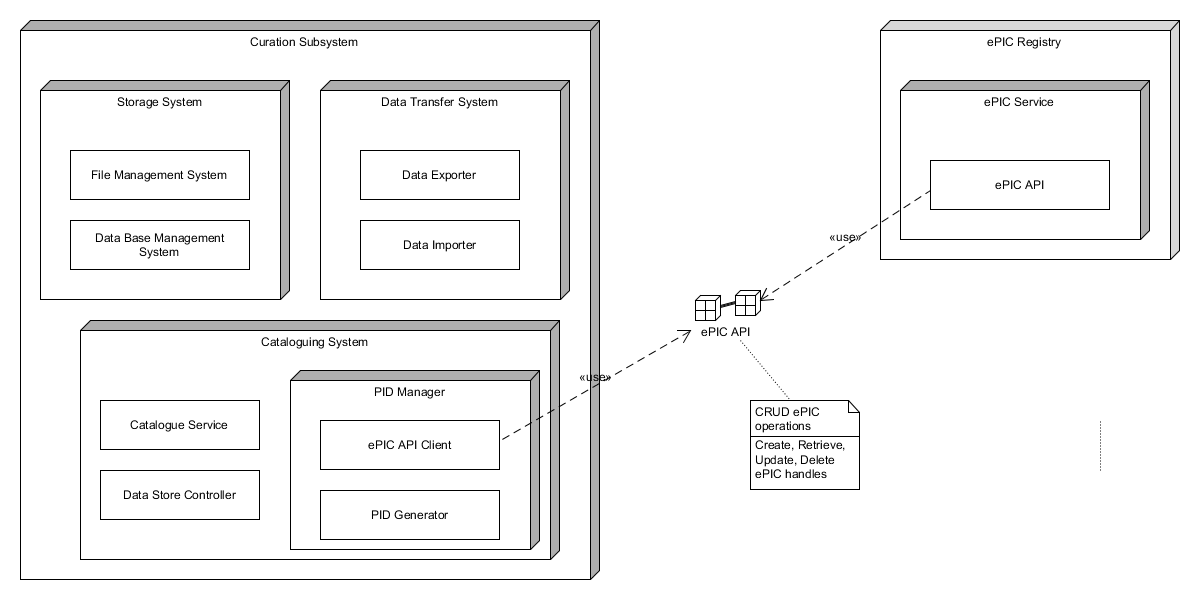 Curation Subsystem
ePIC Registry
Storage System
Data Transfer System
ePIC Service
File Management System
Data Exporter
ePIC API
Data Base Management
System
Data Importer
«use»
ePIC API
Cataloguing System
«use»
PID Manager
CRUD ePIC
operations
Create, Retrieve,
Update, Delete
ePIC handles
Catalogue Service
ePIC API Client
Data Store Controller
PID Generator